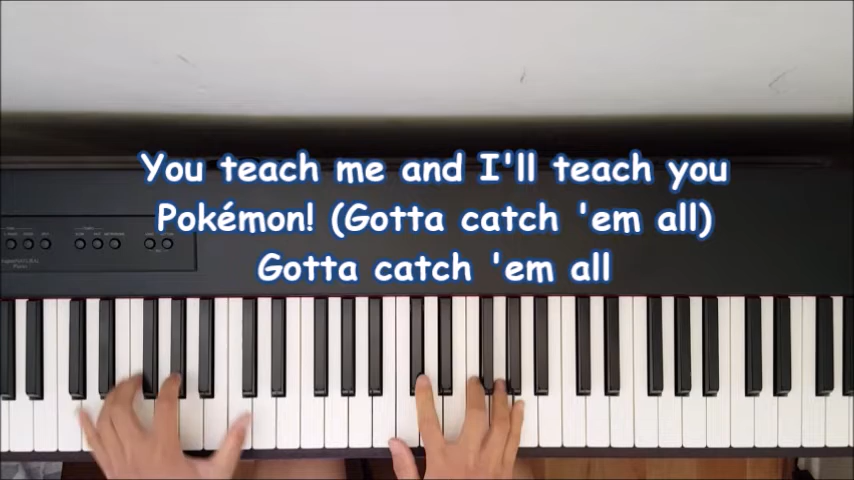 You teach me and I'll teach you
Pokémon! (Gotta catch 'em all)
Gotta catch 'em all